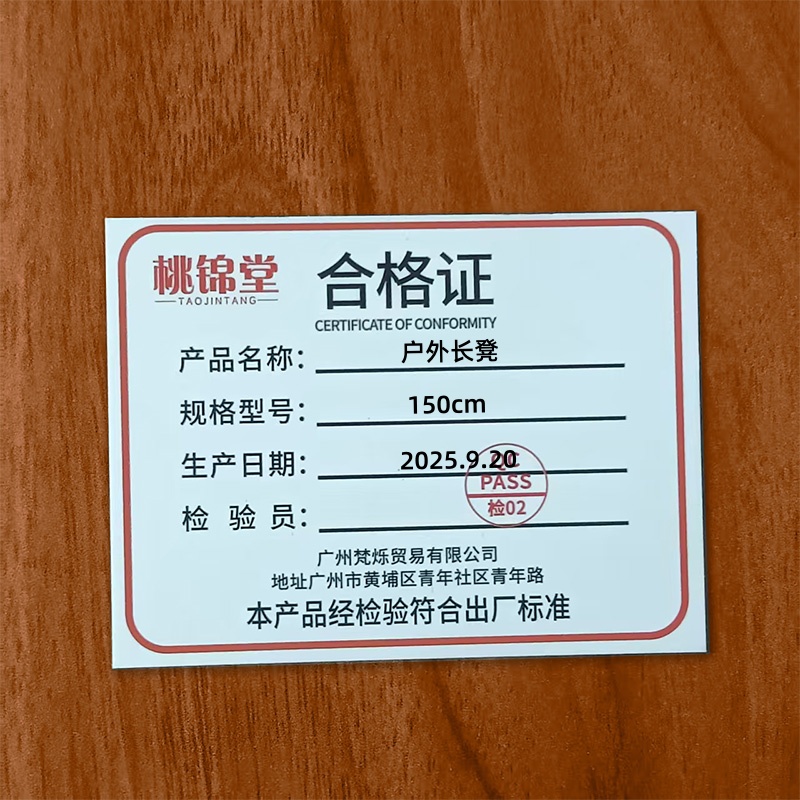 桃锦堂
TAOJINTANG
合格证
CERTIFICATE OF CONFORMITY
产品名称：户外长凳
规格型号：150cm
生产日期：2025.9.20
检 验 员：
QC
PASS
检02
广州梵烁贸易有限公司
地址广州市黄埔区青年社区青年路
本产品经检验符合出厂标准